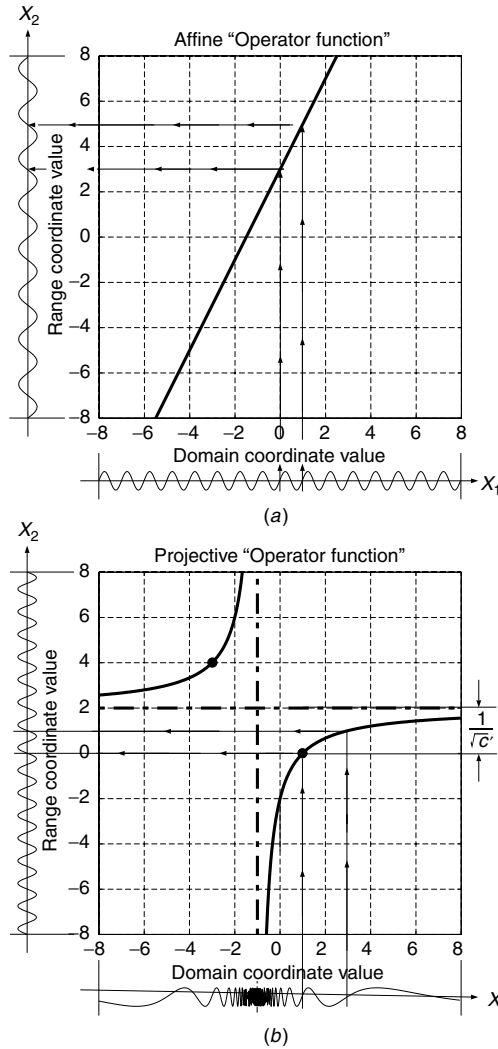 X2
Affine “Operator function”
8
6
4
2
0
−2
−4
−6
−8
Range coordinate value
−8 −6 −4 −2 0 2 4 6 8
Domain coordinate value
X1
(a)
X2
Projective “Operator function”
8
6
4
2
0
−2
−4
−6
−8
Range coordinate value
1
√c′
−8 −6 −4 −2 0 2 4 6 8
Domain coordinate value
X
(b)